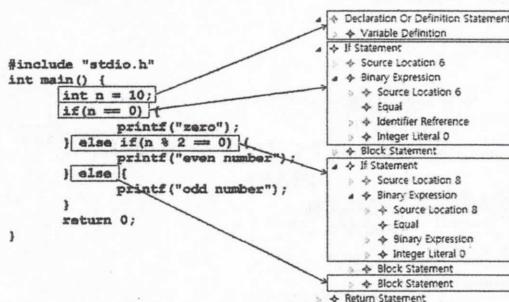 #include "stdio.h"
int main() {
int n = 10;
if(n == 0) {
printf("zero");
} else if(n % 2 == 0) {
printf("even number");
} else {
printf("odd number");
}
return 0;
}
Declaration Or Definition Statement
Variable Definition
If Statement
Source Location 6
Binary Expression
Source Location 6
Equal
Identifier Reference
Integer Literal 0
Block Statement
If Statement
Source Location 8
Binary Expression
Source Location 8
Equal
Binary Expression
Integer Literal 0
Block Statement
Block Statement
Return Statement